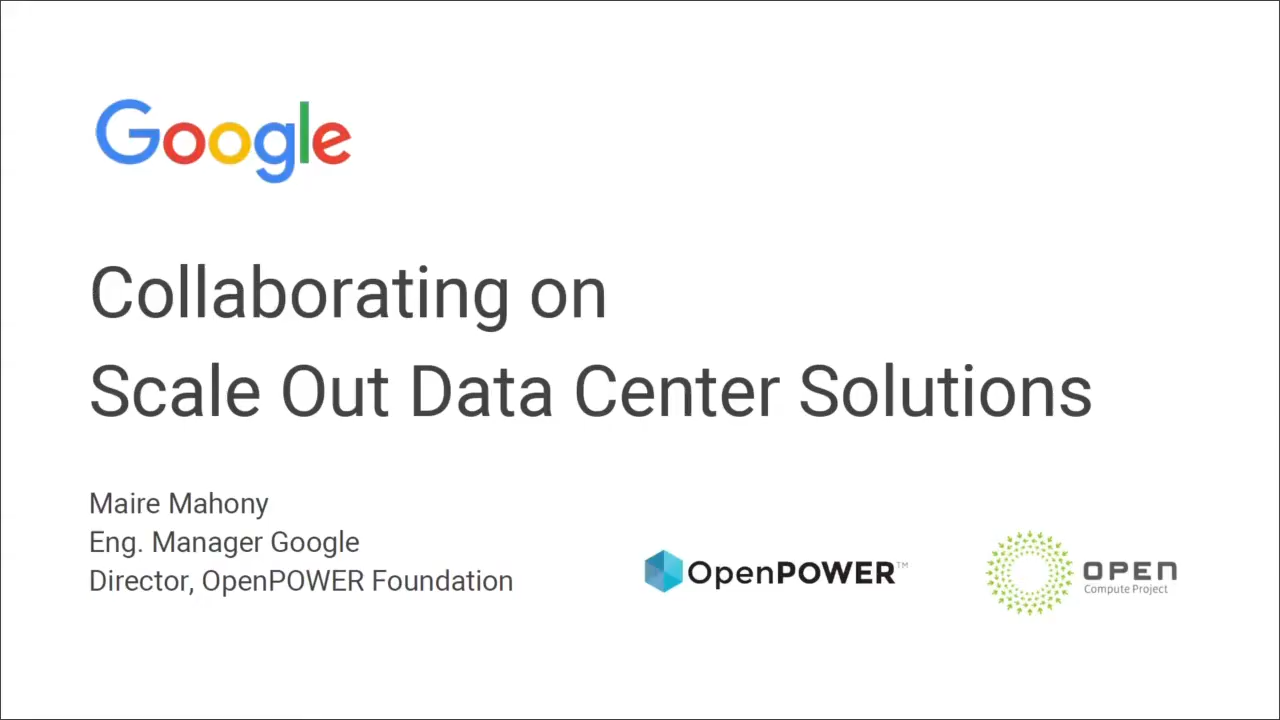 Google
Collaborating on
Scale Out Data Center Solutions
Maire Mahony
Eng. Manager Google
Director, OpenPOWER Foundation
OpenPOWER™
OPEN
Compute Project